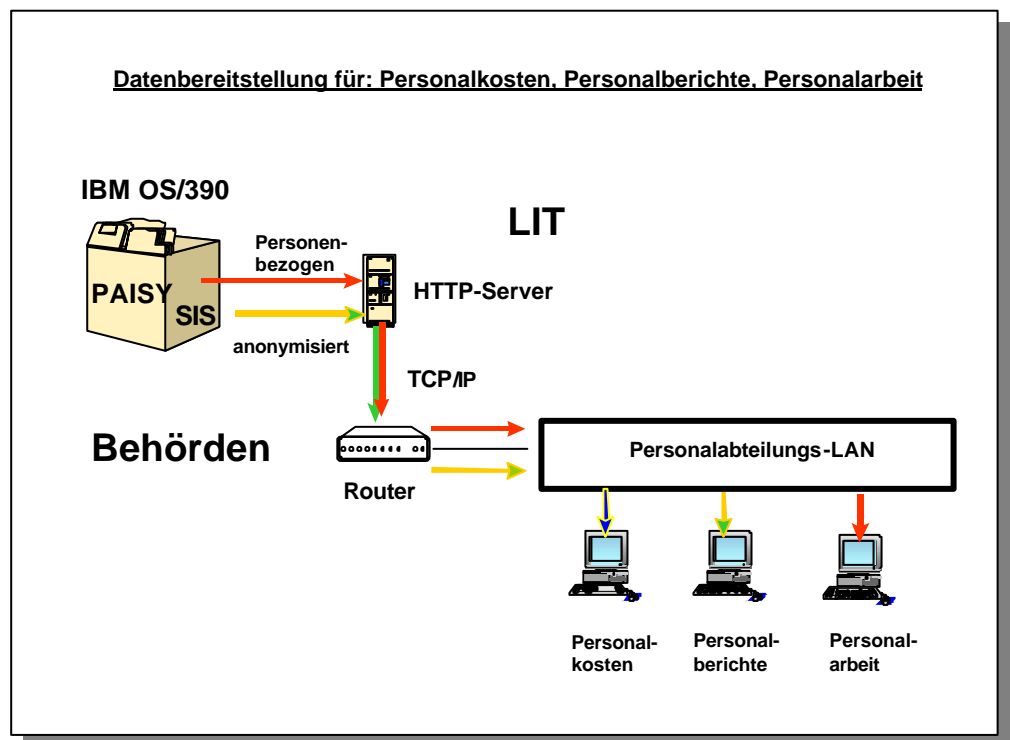 Datenbereitstellung für: Personalkosten, Personalberichte, Personalarbeit
IBM OS/390
LIT
Personen-
bezogen
PAISY
SIS
HTTP-Server
anonymisiert
TCP/IP
Behörden
Router
Personalabteilungs-LAN
Personal-
kosten
Personal-
berichte
Personal-
arbeit